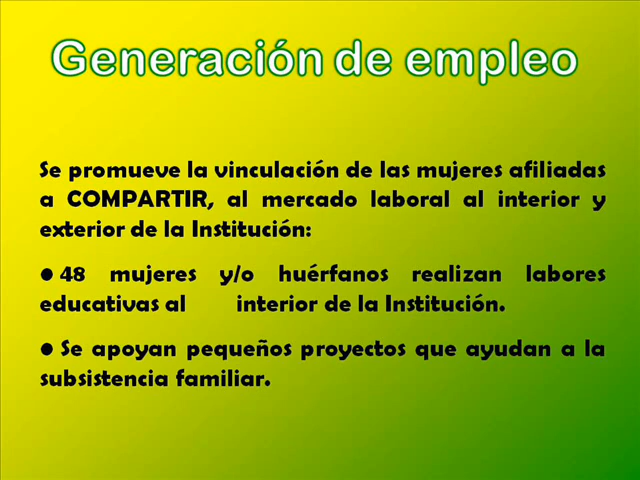 Generación de empleo
Se promueve la vinculación de las mujeres afiliadas
a COMPARTIR, al mercado laboral al interior y
exterior de la Institución:
• 48 mujeres y/o huérfanos realizan labores
educativas al interior de la Institución.
• Se apoyan pequeños proyectos que ayudan a la
subsistencia familiar.